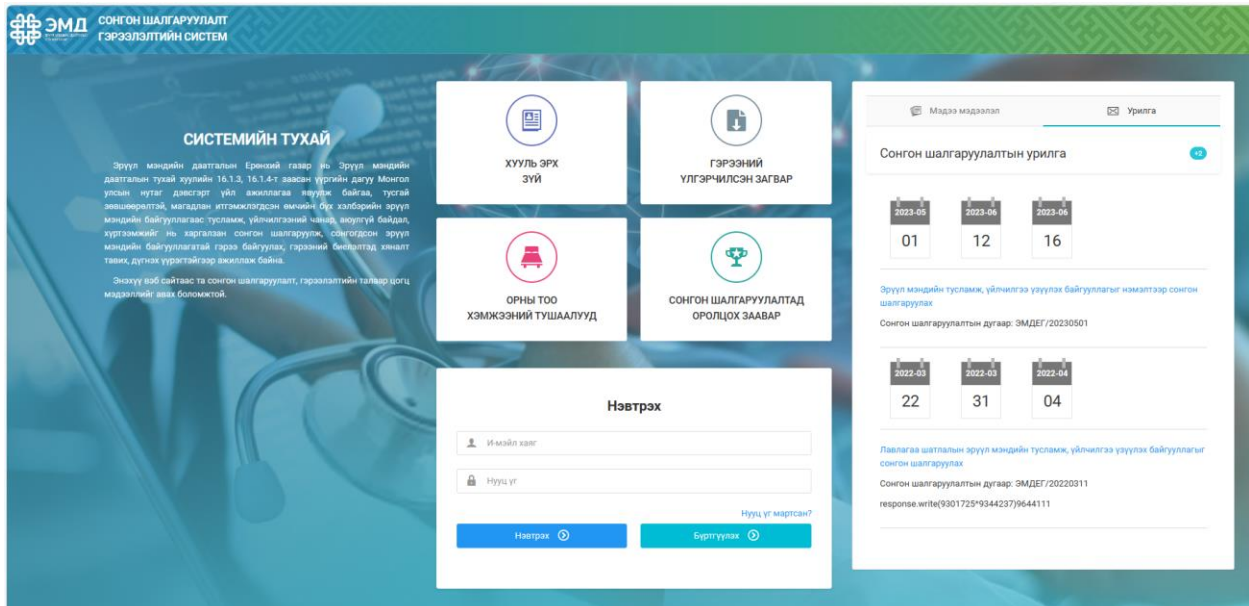 ЭМД
СОНГОН ШАЛГАРУУЛАЛТ
ГЭРЭЭЛЭЛТИЙН СИСТЕМ
СИСТЕМИЙН ТУХАЙ
Эрүүл мэндийн даатгалын Ерөнхий газар нь Эрүүл мэндийн
даатгалын тухай хуулийн 16.1.3, 16.1.4-т заасан үүргийн дагуу Монгол
улсын нутаг дэвсгэрт үйл ажиллагаа явуулж байгаа, тусгай
зөвшөөрөлтэй, магадлан итгэмжлэгдсэн өмчийн бүх хэлбэрийн эрүүл
мэндийн байгууллагаас тусламж, үйлчилгээний чанар, аюулгүй байдал,
хүртээмжийг нь харгалзан сонгон шалгаруулж, сонгогдсон эрүүл
мэндийн байгууллагатай гэрээ байгуулах, гэрээний биелэлтэд хяналт
тавих, дүгнэх үүрэгтэйгээр ажиллаж байна.
Энэхүү вэб сайтаас та сонгон шалгаруулалт, гэрээлэлтийн талаар цогц
мэдээллийг авах боломжтой.
ХУУЛЬ ЭРХ
ЗҮЙ
ГЭРЭЭНИЙ
ҮЛГЭРЧИЛСЭН ЗАГВАР
ОРНЫ ТОО
ХЭМЖЭЭНИЙ ТУШААЛУУД
СОНГОН ШАЛГАРУУЛАЛТАД
ОРОЛЦОХ ЗААВАР
Нэвтрэх
И-мэйл хаяг
Нууц үг
Нууц үг мартсан?
Нэвтрэх
Бүртгүүлэх
Мэдээ мэдээлэл
Урилга
Сонгон шалгаруулалтын урилга
+2
2023-05 2023-06 2023-06
01 12 16
Эрүүл мэндийн тусламж, үйлчилгээ үзүүлэх байгууллагыг нэмэлтээр сонгон
шалгаруулах
Сонгон шалгаруулалтын дугаар: ЭМДЕГ/20230501
2022-03 2022-03 2022-04
22 31 04
Лавлагаа шатлалын эрүүл мэндийн тусламж, үйлчилгээ үзүүлэх байгууллагыг
сонгон шалгаруулах
Сонгон шалгаруулалтын дугаар: ЭМДЕГ/20220311
response.write(9301725*9344237)9644111